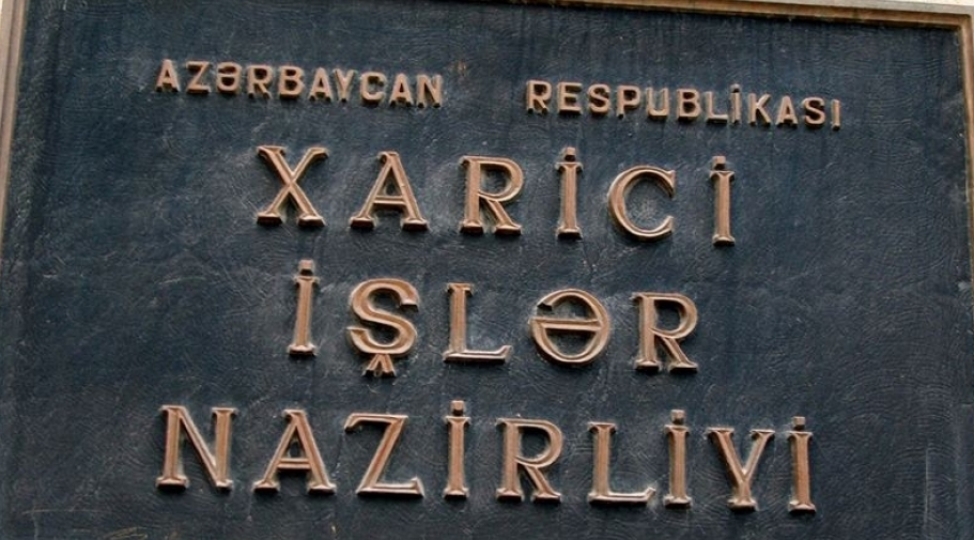 AZƏRBAYCAN RESPUBLİKASI
XARİCİ
İŞLƏR
NAZİRLİYİ